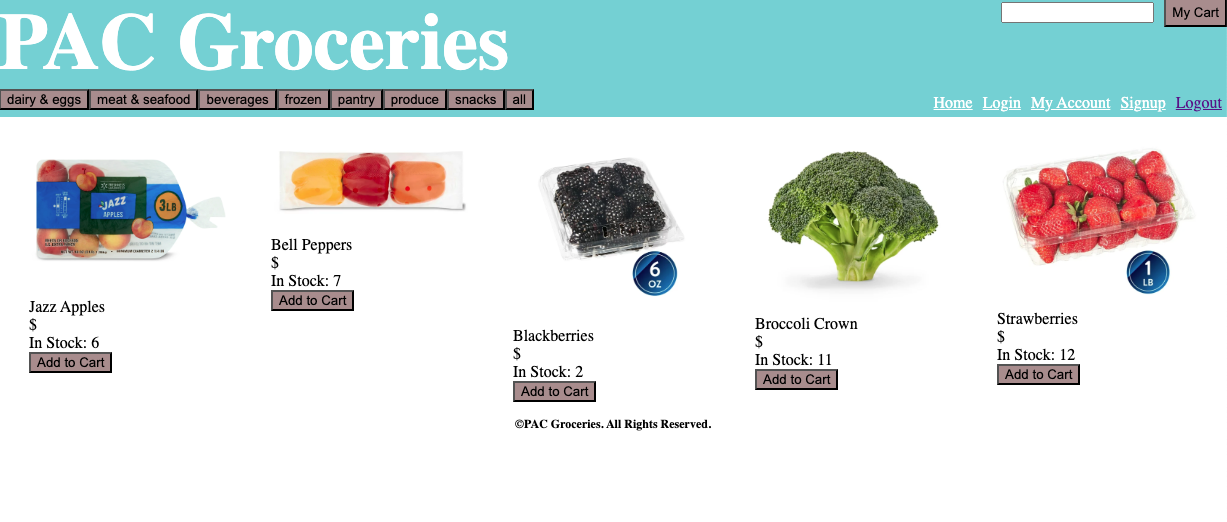 PAC Groceries
My Cart
dairy & eggs meat & seafood beverages frozen pantry produce snacks all
Home Login My Account Signup Logout
JAZZ
APPLES
3LB
6
OZ
1
LB
Jazz Apples
$
In Stock: 6
Add to Cart
Bell Peppers
$
In Stock: 7
Add to Cart
Blackberries
$
In Stock: 2
Add to Cart
Broccoli Crown
$
In Stock: 11
Add to Cart
Strawberries
$
In Stock: 12
Add to Cart
©PAC Groceries. All Rights Reserved.